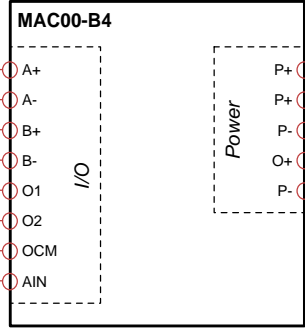 MAC00-B4
A+
A-
B+
B-
O1
O2
OCM
AIN
I/O
Power
P+
P+
P-
O+
P-